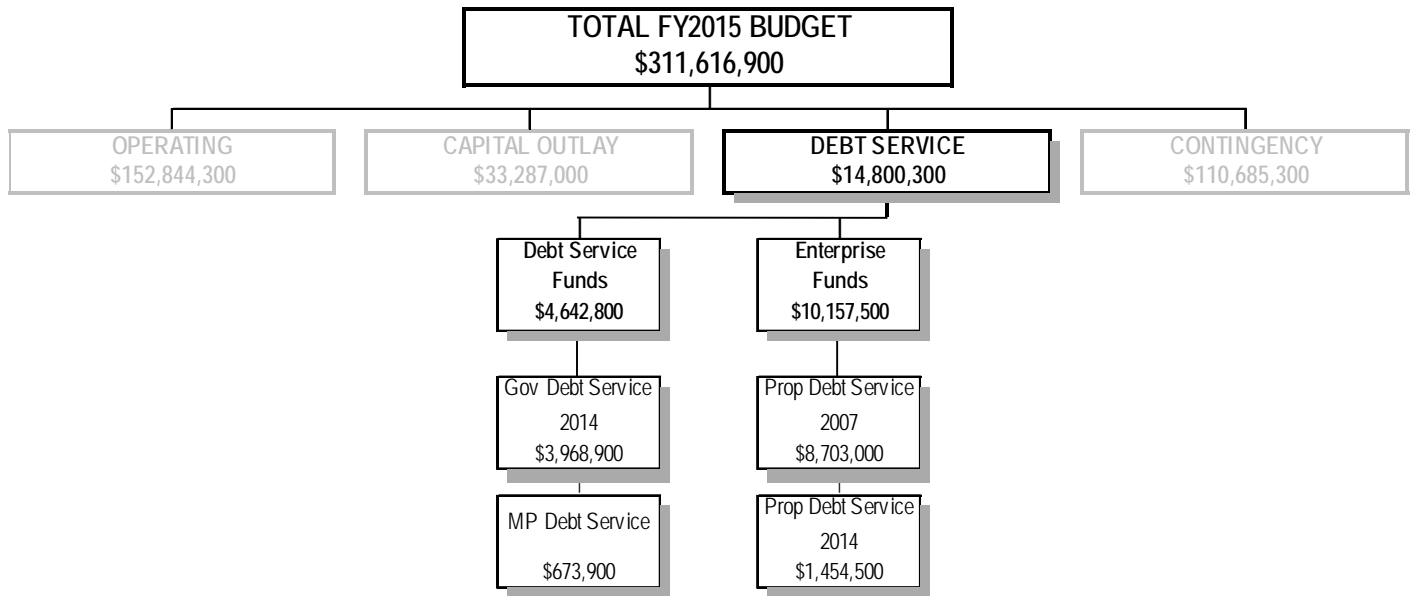 TOTAL FY2015 BUDGET
$311,616,900
OPERATING
$152,844,300
CAPITAL OUTLAY
$33,287,000
DEBT SERVICE
$14,800,300
CONTINGENCY
$110,685,300
Debt Service
Funds
$4,642,800
Enterprise
Funds
$10,157,500
Gov Debt Service
2014
$3,968,900
Prop Debt Service
2007
$8,703,000
MP Debt Service
$673,900
Prop Debt Service
2014
$1,454,500